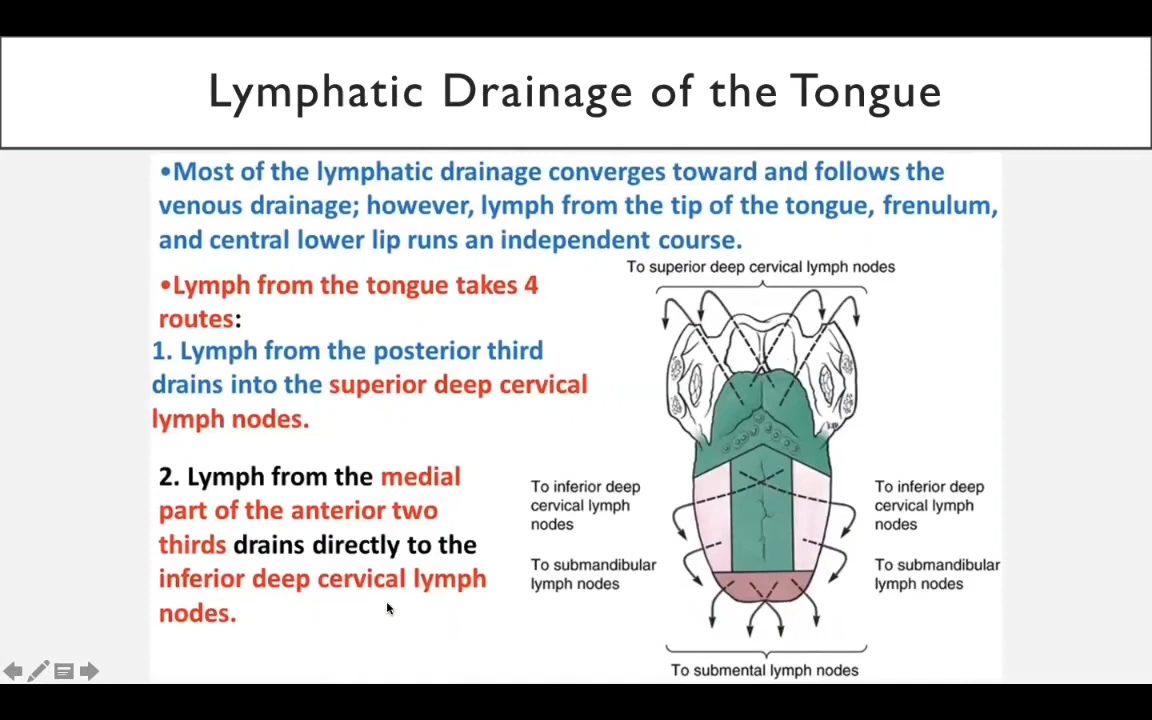 Lymphatic Drainage of the Tongue
•Most of the lymphatic drainage converges toward and follows the
venous drainage; however, lymph from the tip of the tongue, frenulum,
and central lower lip runs an independent course.
•Lymph from the tongue takes 4
routes:
1. Lymph from the posterior third
drains into the superior deep cervical
lymph nodes.
2. Lymph from the medial
part of the anterior two
thirds drains directly to the
inferior deep cervical lymph
nodes.
To superior deep cervical lymph nodes
To inferior deep
cervical lymph
nodes
To submandibular
lymph nodes
To inferior deep
cervical lymph
nodes
To submandibular
lymph nodes
To submental lymph nodes